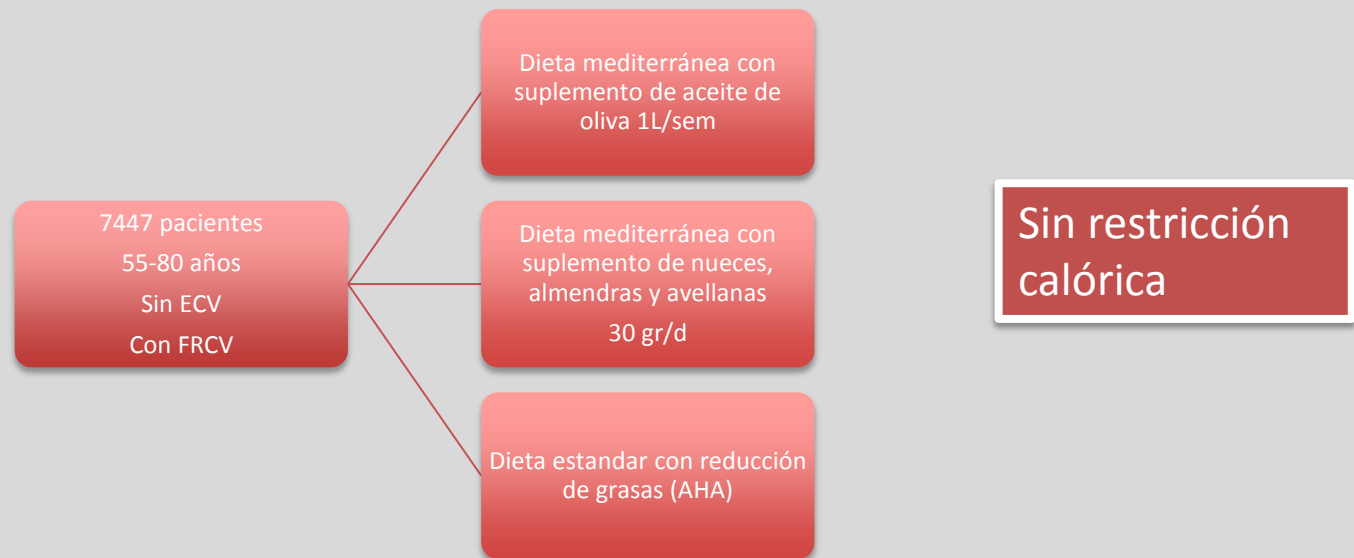 Dieta mediterránea con
suplemento de aceite de
oliva 1L/sem
7447 pacientes
55-80 años
Sin ECV
Con FRCV
Dieta mediterránea con
suplemento de nueces,
almendras y avellanas
30 gr/d
Dieta estandar con reducción
de grasas (AHA)
Sin restricción
calórica